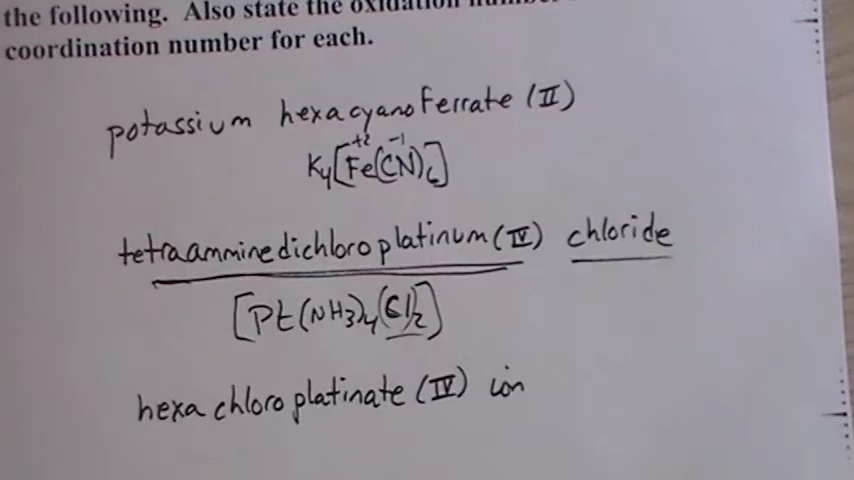 the following. Also state the oxidation number
coordination number for each.
potassium hexacyanoferrate (II)
+2 -1
K4[Fe(CN)6]
tetraamminedichloroplatinum (IV) chloride
[Pt(NH3)4(Cl)2]
hexachloroplatinate (IV) ion